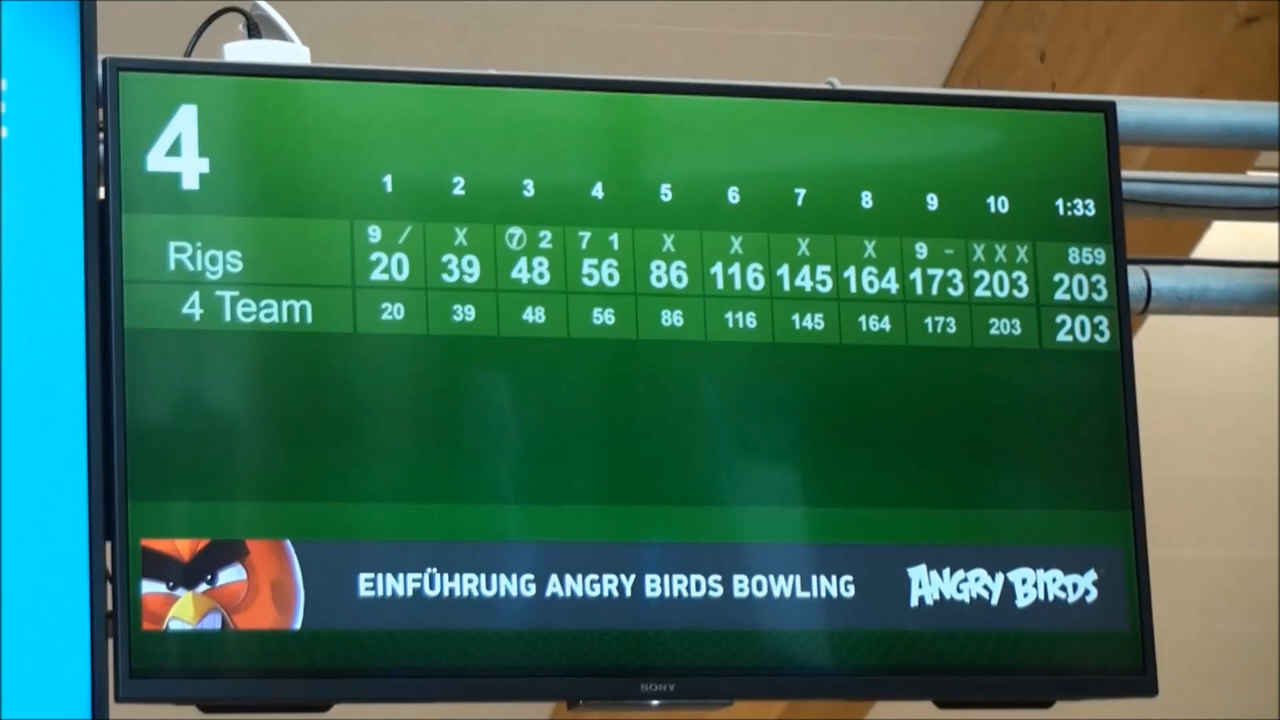 4
1 2 3 4 5 6 7 8 9 10 1:33
9 / X ⑦ 2 7 1 X X X X 9 - X X X 859
Rigs 20 39 48 56 86 116 145 164 173 203 203
4 Team 20 39 48 56 86 116 145 164 173 203 203
EINFÜHRUNG ANGRY BIRDS BOWLING ANGRY BIRDS
SONY